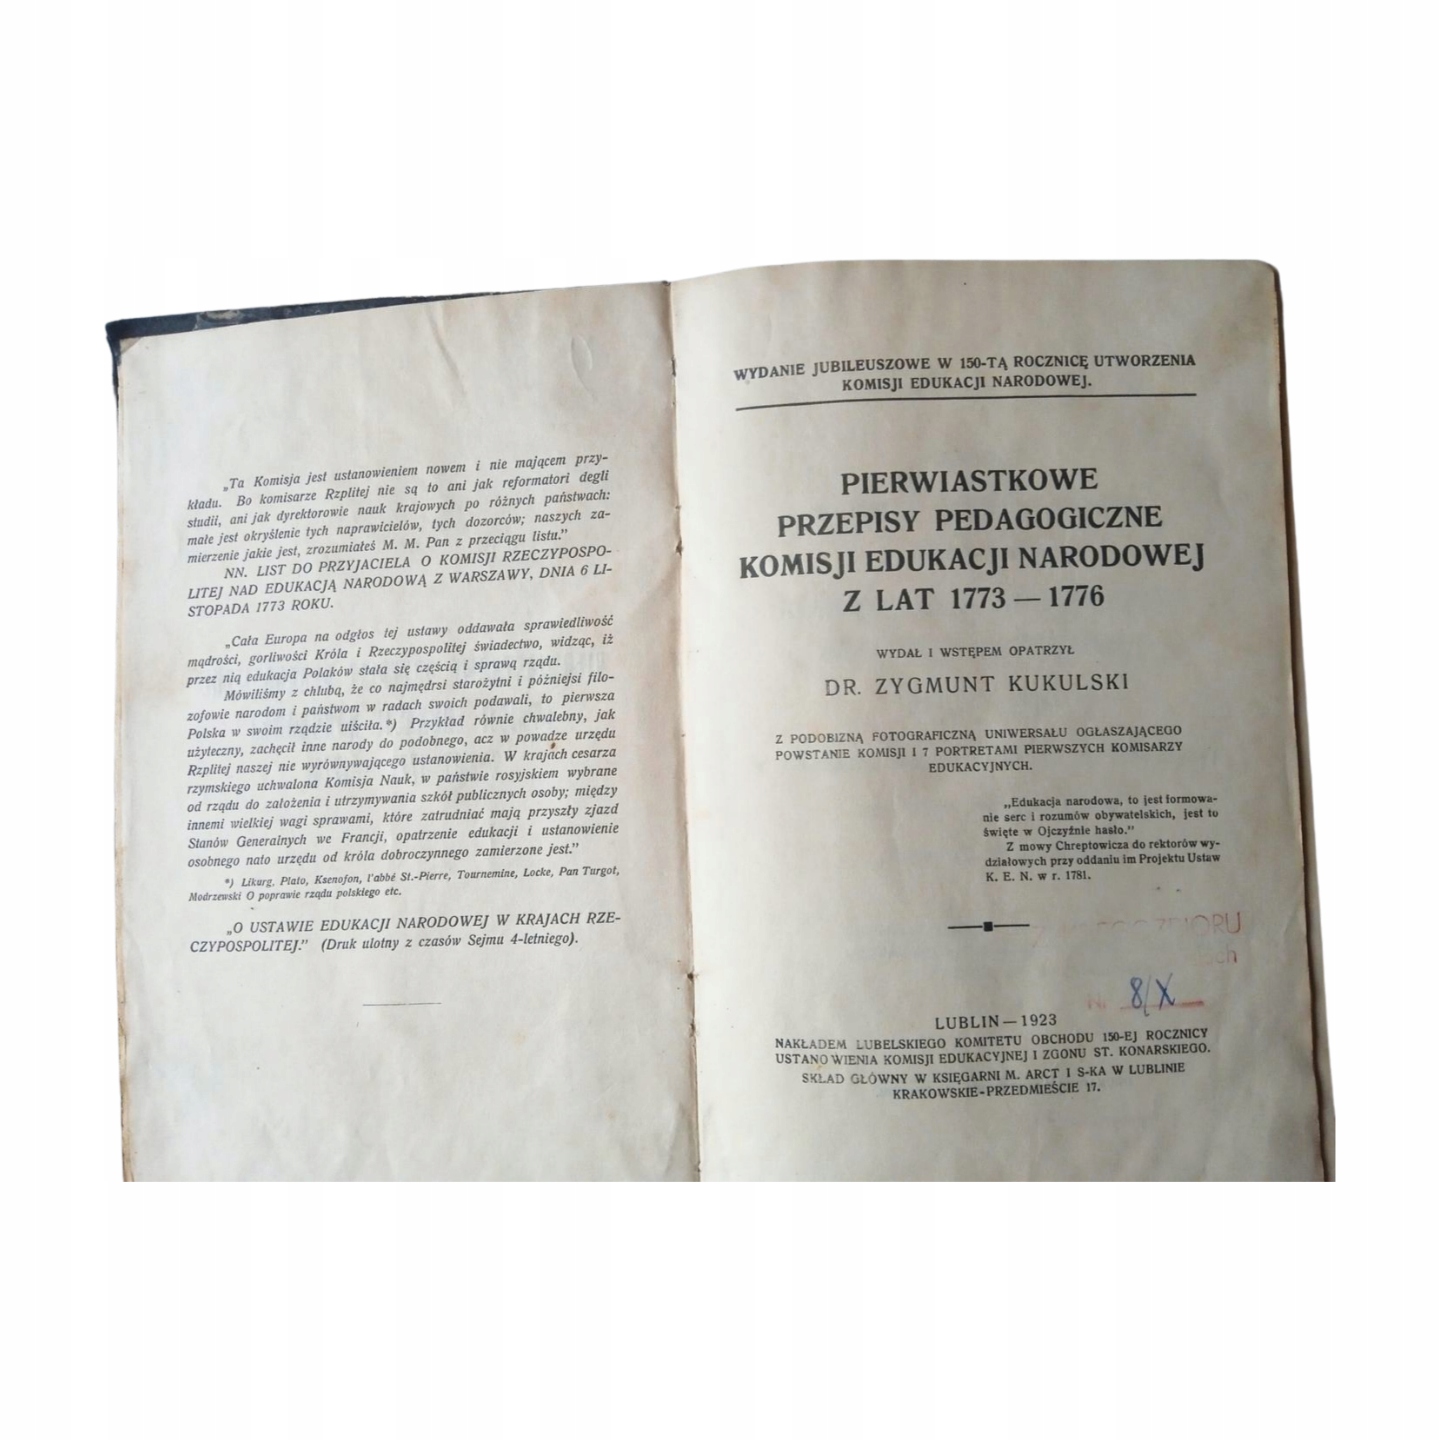 „Ta Komisja jest ustanowieniem nowem i nie mającem przy-
kładu. Bo komisarze Rzplitej nie są to ani jak reformatori degli
studii, ani jak dyrektorowie nauk krajowych po różnych państwach:
małe jest określenie tych naprawicielów, tych dozorców; naszych za-
mierzenie jakie jest, zrozumiałeś M. M. Pan z przeciągu listu.”
NN. LIST DO PRZYJACIELA O KOMISJI RZECZYPOSPO-
LITEJ NAD EDUKACJĄ NARODOWĄ Z WARSZAWY, DNIA 6 LI-
STOPADA 1773 ROKU.
„Cała Europa na odgłos tej ustawy oddawała sprawiedliwość
mądrości, gorliwości Króla i Rzeczypospolitej świadectwo, widząc, iż
przez nią edukacja Polaków stała się częścią i sprawą rządu.
Mówiliśmy z chlubą, że co najmędrsi starożytni i późniejsi filo-
zofowie narodom i państwom w radach swoich podawali, to pierwsza
Polska w swoim rządzie uiściła.*) Przykład równie chwalebny, jak
użyteczny, zachęcił inne narody do podobnego, acz w powadze urzędu
Rzplitej naszej nie wyrównywającego ustanowienia. W krajach cesarza
rzymskiego uchwalona Komisja Nauk, w państwie rosyjskiem wybrane
od rządu do założenia i utrzymywania szkół publicznych osoby; między
innemi wielkiej wagi sprawami, które zatrudniać mają przyszły zjazd
Stanów Generalnych we Francji, opatrzenie edukacji i ustanowienie
osobnego nato urzędu od króla dobroczynnego zamierzone jest.”
*) Likurg, Plato, Ksenofon, l'abbé St.-Pierre, Tournemine, Locke, Pan Turgot,
Modrzewski O poprawie rządu polskiego etc.
„O USTAWIE EDUKACJI NARODOWEJ W KRAJACH RZE-
CZYPOSPOLITEJ.” (Druk ulotny z czasów Sejmu 4-letniego).
WYDANIE JUBILEUSZOWE W 150-TĄ ROCZNICĘ UTWORZENIA
KOMISJI EDUKACJI NARODOWEJ.
PIERWIASTKOWE
PRZEPISY PEDAGOGICZNE
KOMISJI EDUKACJI NARODOWEJ
Z LAT 1773 — 1776
WYDAŁ I WSTĘPEM OPATRZYŁ
DR. ZYGMUNT KUKULSKI
Z PODOBIZNĄ FOTOGRAFICZNĄ UNIWERSAŁU OGŁASZAJĄCEGO
POWSTANIE KOMISJI I 7 PORTRETAMI PIERWSZYCH KOMISARZY
EDUKACYJNYCH.
„Edukacja narodowa, to jest formowa-
nie serc i rozumów obywatelskich, jest to
święte w Ojczyźnie hasło.”
Z mowy Chreptowicza do rektorów wy-
działowych przy oddaniu im Projektu Ustaw
K. E. N. w r. 1781.
ZBIORU
8/X
LUBLIN — 1923
NAKŁADEM LUBELSKIEGO KOMITETU OBCHODU 150-EJ ROCZNICY
USTANOWIENIA KOMISJI EDUKACYJNEJ I ZGONU ST. KONARSKIEGO.
SKŁAD GŁÓWNY W KSIĘGARNI M. ARCT I S-KA W LUBLINIE
KRAKOWSKIE-PRZEDMIEŚCIE 17.